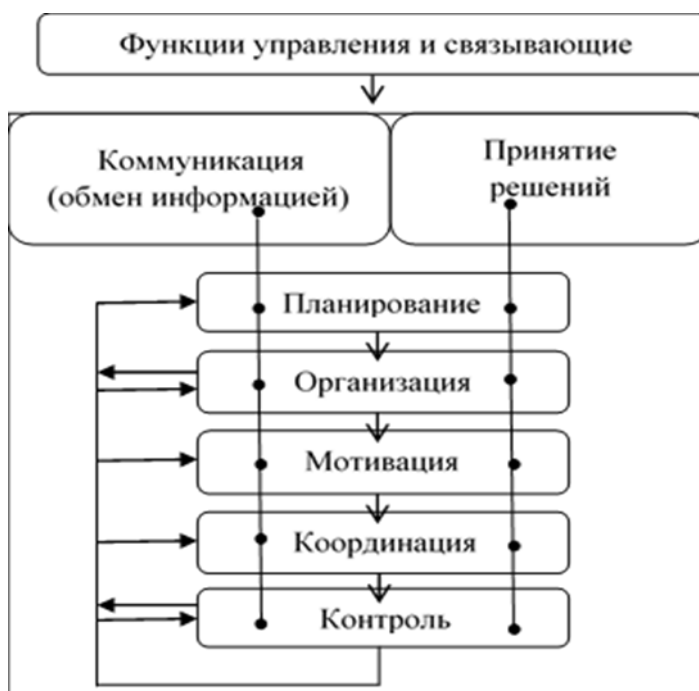 Функции управления и связывающие
Коммуникация
(обмен информацией)
Принятие
решений
Планирование
Организация
Мотивация
Координация
Контроль